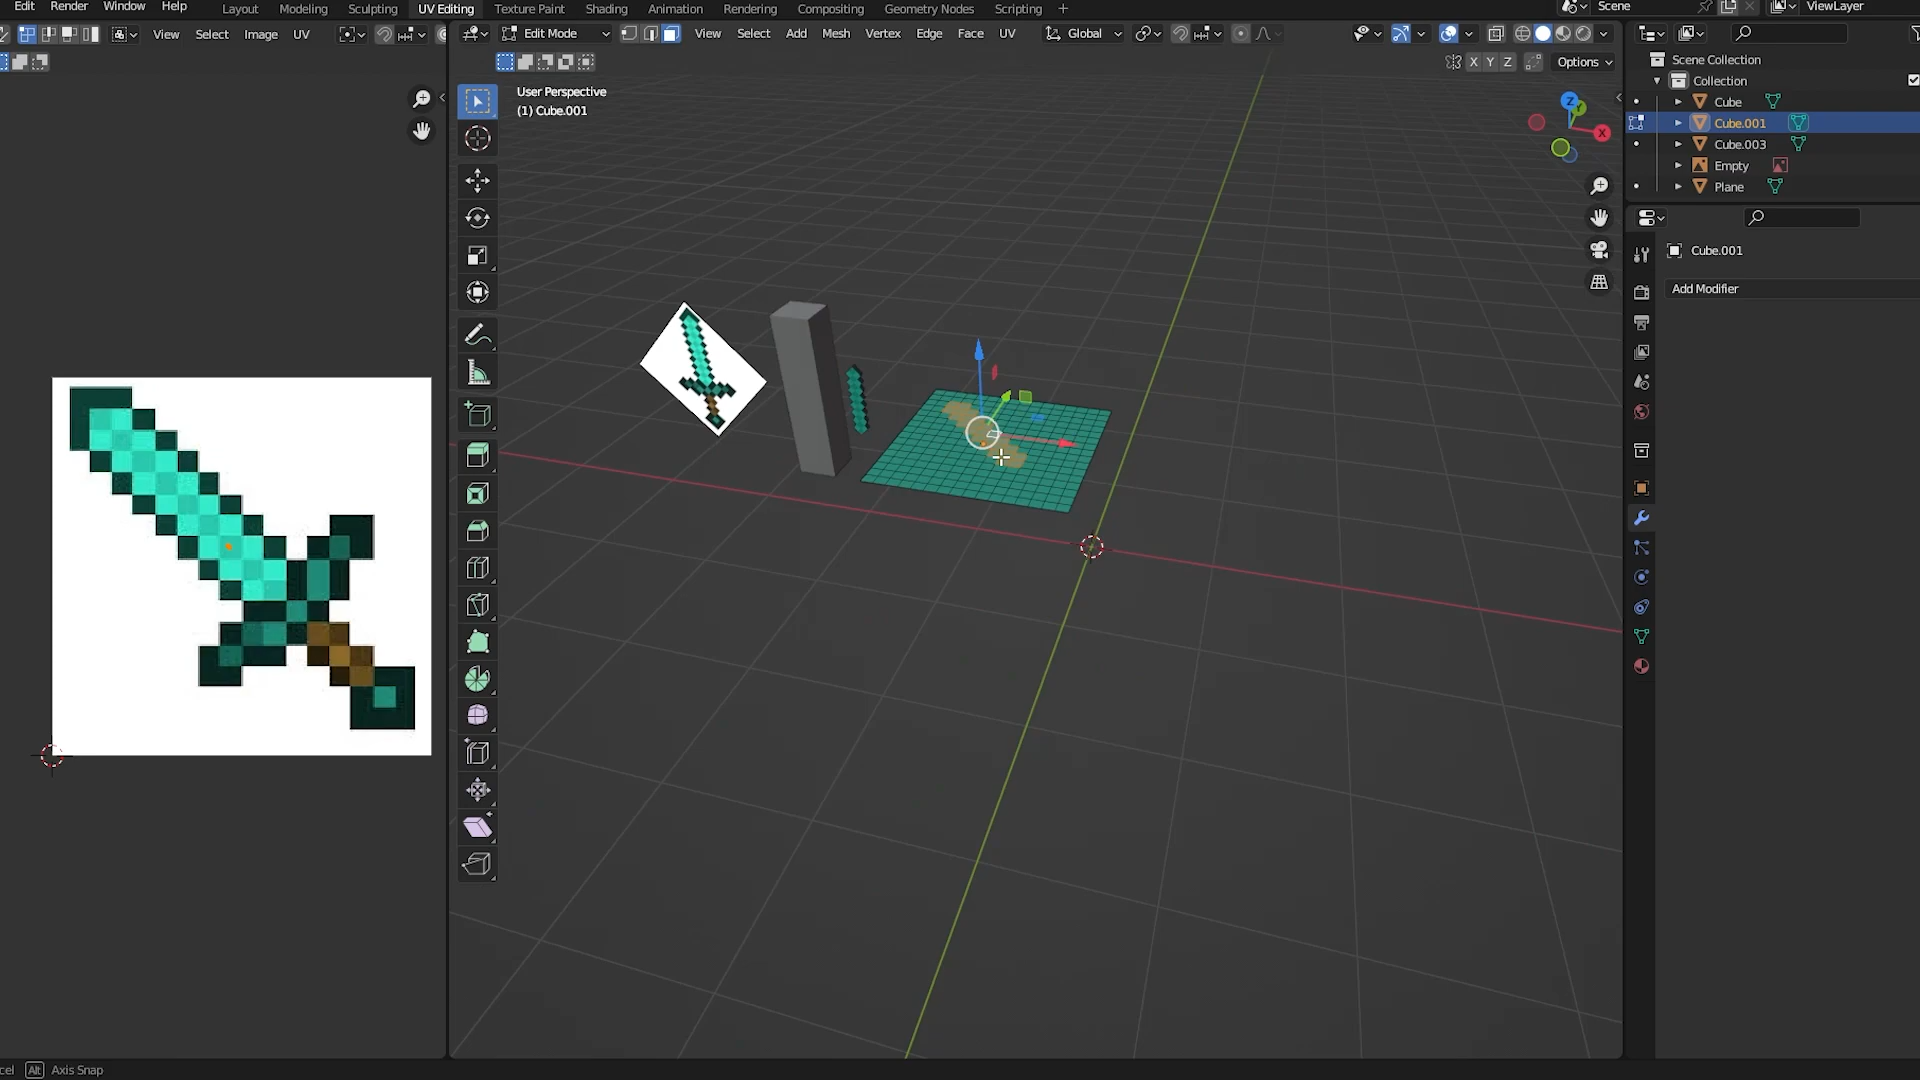 Edit Render Window Help Layout Modeling Sculpting UV Editing Texture Paint Shading Animation Rendering Compositing Geometry Nodes Scripting + Scene ViewLayer
View Select Image UV Edit Mode View Select Add Mesh Vertex Edge Face UV Global
X Y Z Options
User Perspective
(1) Cube.001
Z
Y
X
Scene Collection
Collection
Cube
Cube.001
Cube.003
Empty
Plane
Cube.001
Add Modifier
cel Alt Axis Snap